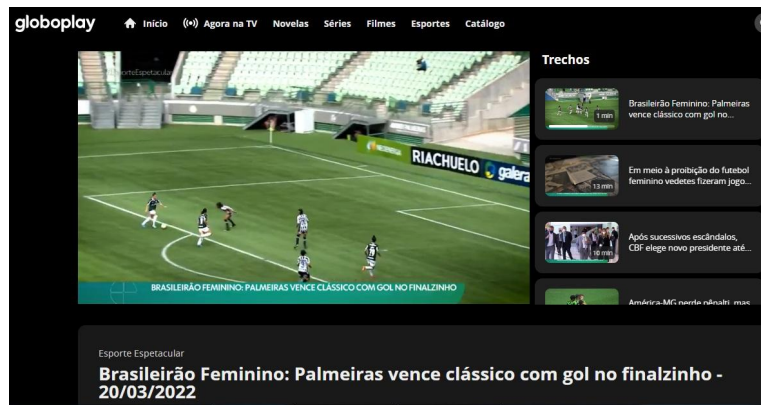 globoplay
Início
Agora na TV
Novelas
Séries
Filmes
Esportes
Catálogo
Trechos
RIACHUELO
galera
BRASILEIRÃO FEMININO: PALMEIRAS VENCE CLÁSSICO COM GOL NO FINALZINHO
1 min
Brasileirão Feminino: Palmeiras
vence clássico com gol no...
13 min
Em meio à proibição do futebol
feminino vedetes fizeram jogo...
10 min
Após sucessivos escândalos,
CBF elege novo presidente até...
América-MG perde pênalti, mas
Esporte Espetacular
Brasileirão Feminino: Palmeiras vence clássico com gol no finalzinho -
20/03/2022